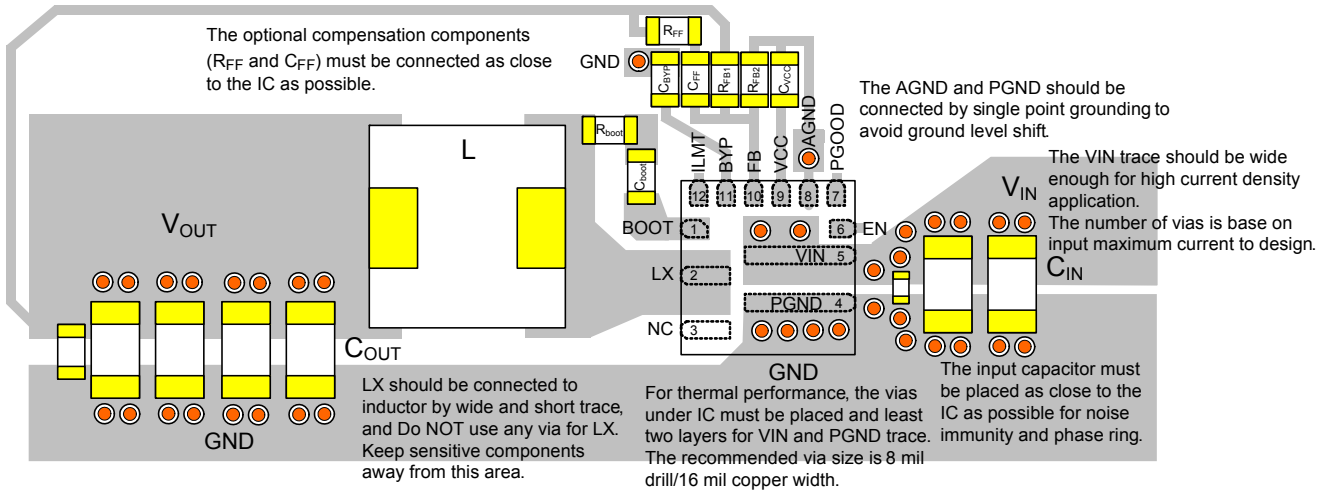 The optional compensation components
(RFF and CFF) must be connected as close
to the IC as possible.
RFF
GND
CBYP
CFF
RFB1
RFB2
CVCC
AGND
The AGND and PGND should be
connected by single point grounding to
avoid ground level shift.
Rboot
Cboot
L
ILMT
BYP
FB
VCC
PGOOD
12
11
10
9
8
7
The VIN trace should be wide
enough for high current density
application.
The number of vias is base on
input maximum current to design.
VIN
VOUT
BOOT 1
6 EN
VIN 5
LX 2
CIN
PGND 4
NC 3
COUT
GND
GND
LX should be connected to
inductor by wide and short trace,
and Do NOT use any via for LX.
Keep sensitive components
away from this area.
For thermal performance, the vias
under IC must be placed and least
two layers for VIN and PGND trace.
The recommended via size is 8 mil
drill/16 mil copper width.
The input capacitor must
be placed as close to the
IC as possible for noise
immunity and phase ring.